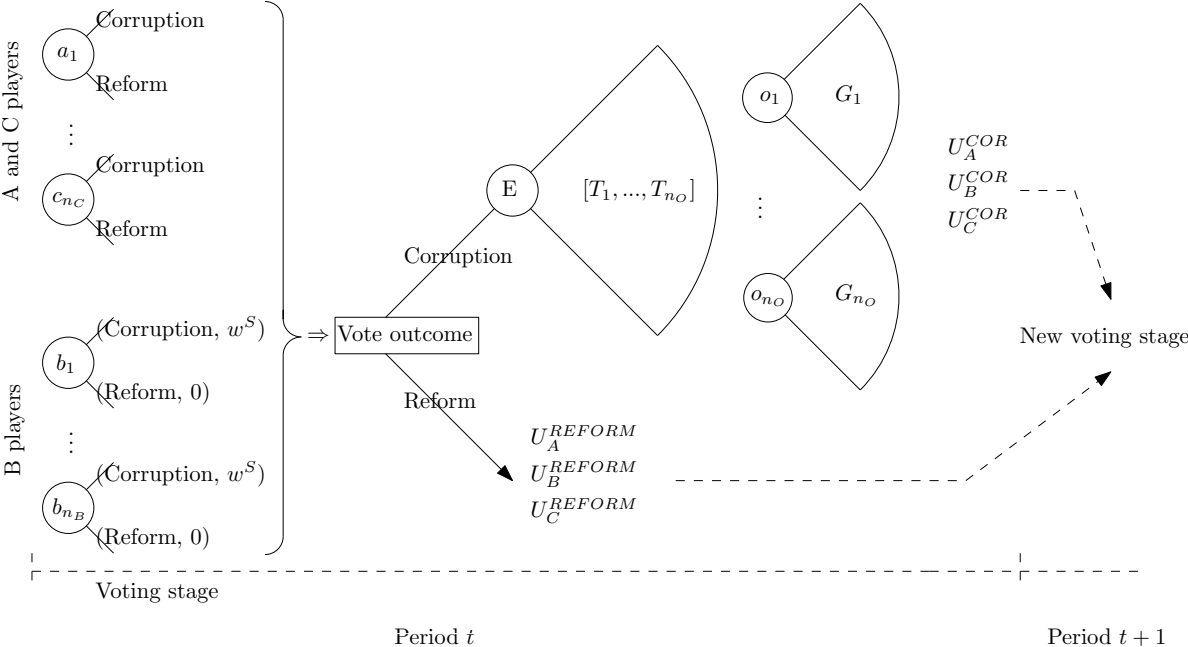 A and C players
a_1
Corruption
Reform
⋮
c_{n_C}
Corruption
Reform
B players
b_1
(Corruption, w^S)
(Reform, 0)
⋮
b_{n_B}
(Corruption, w^S)
(Reform, 0)
⇒
Vote outcome
Corruption
Reform
E
[T_1, ..., T_{n_O}]
o_1
G_1
⋮
o_{n_O}
G_{n_O}
U_A^{COR}
U_B^{COR}
U_C^{COR}
U_A^{REFORM}
U_B^{REFORM}
U_C^{REFORM}
New voting stage
Voting stage
Period t
Period t + 1